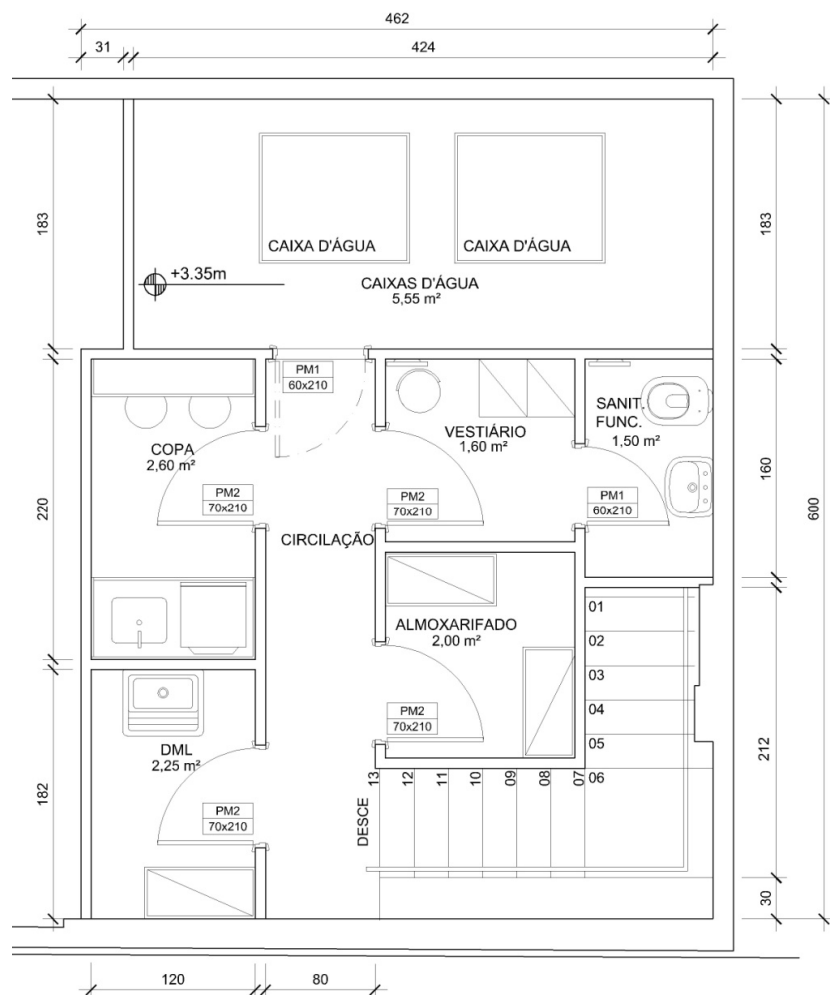 462
31
424
183
183
CAIXA D'ÁGUA
CAIXA D'ÁGUA
+3.35m
CAIXAS D'ÁGUA
5,55 m²
PM1
60x210
SANIT.
FUNC.
1,50 m²
COPA
2,60 m²
VESTIÁRIO
1,60 m²
160
220
600
PM2
70x210
PM2
70x210
PM1
60x210
CIRCILAÇÃO
ALMOXARIFADO
2,00 m²
01
02
03
04
05
06
PM2
70x210
212
DML
2,25 m²
13
12
11
10
09
08
07
182
DESCE
PM2
70x210
30
120
80